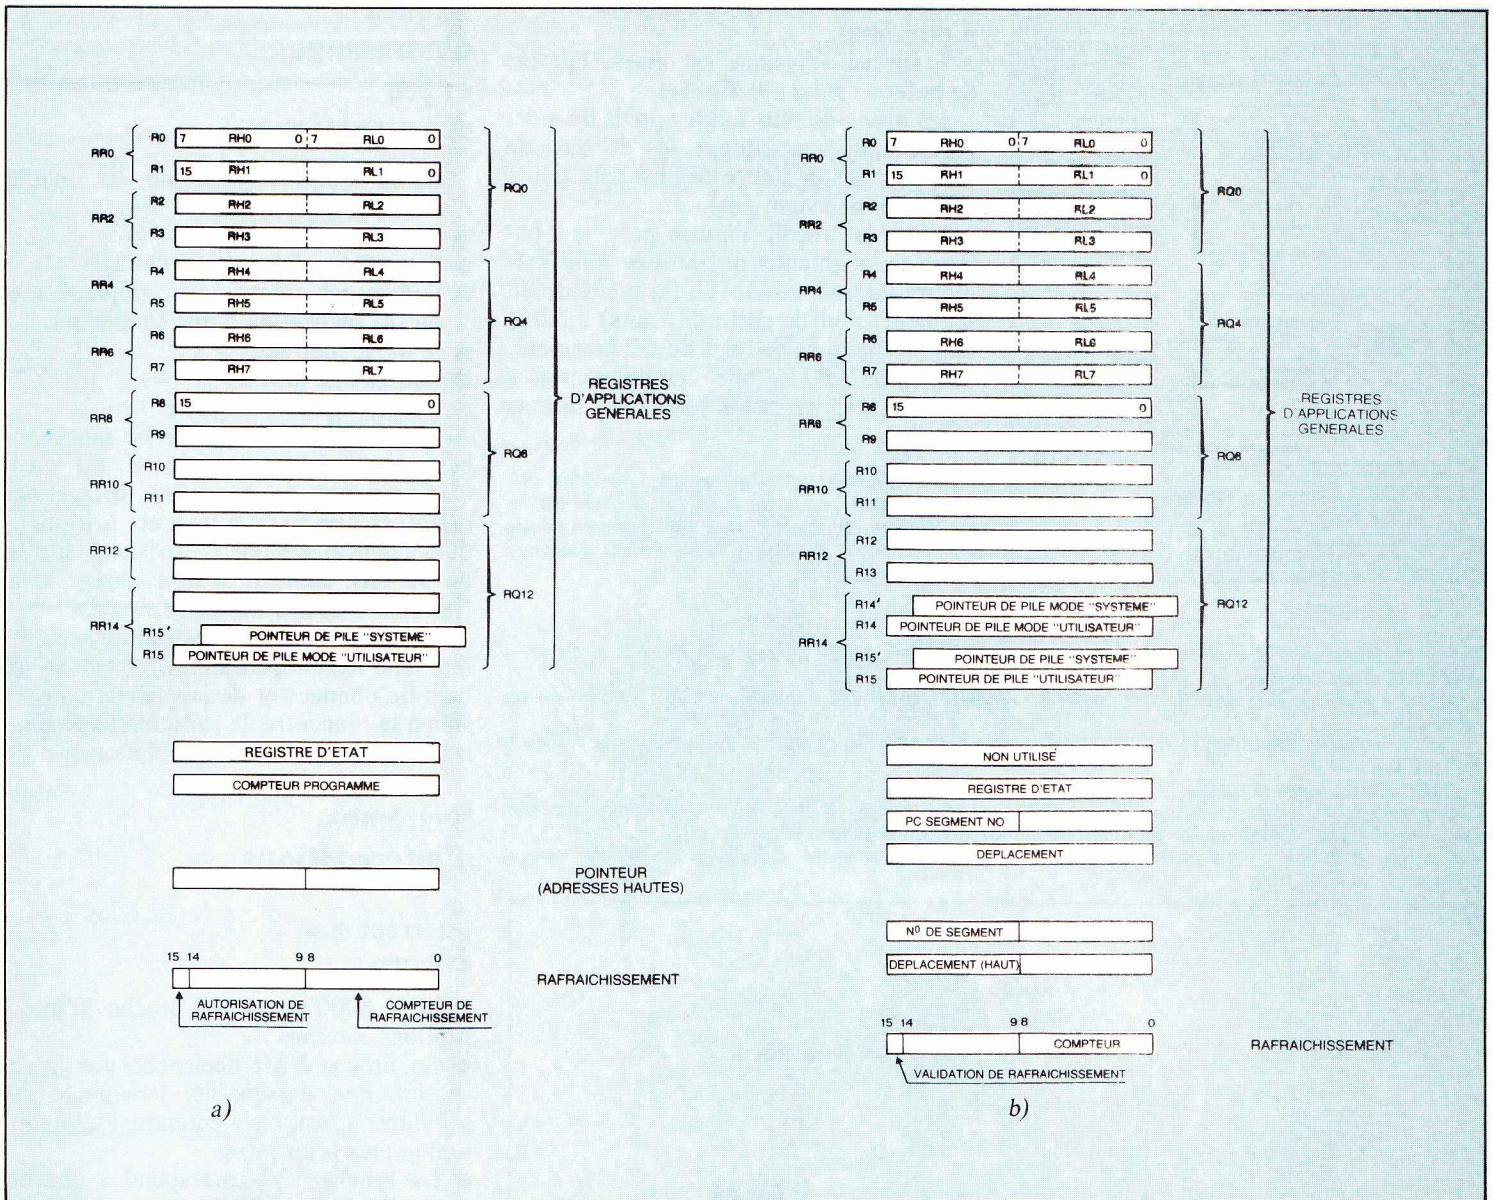 R0 7 RH0 0 7 RL0 0
RR0
R1 15 RH1 RL1 0
RQ0
R2 RH2 RL2
RR2
R3 RH3 RL3
R4 RH4 RL4
RR4
R5 RH5 RL5
RQ4
R6 RH6 RL6
RR6
R7 RH7 RL7
REGISTRES
D'APPLICATIONS
GENERALES
R8 15 0
RR8
R9
RQ8
R10
RR10
R11
RR12
RQ12
RR14
R15' POINTEUR DE PILE "SYSTEME"
R15 POINTEUR DE PILE MODE "UTILISATEUR"
REGISTRE D'ETAT
COMPTEUR PROGRAMME
POINTEUR
(ADRESSES HAUTES)
15 14 9 8 0
RAFRAICHISSEMENT
AUTORISATION DE
RAFRAICHISSEMENT
COMPTEUR DE
RAFRAICHISSEMENT
a)
R0 7 RH0 0 7 RL0 0
RR0
R1 15 RH1 RL1 0
RQ0
R2 RH2 RL2
RR2
R3 RH3 RL3
R4 RH4 RL4
RR4
R5 RH5 RL5
RQ4
R6 RH6 RL6
RR6
R7 RH7 RL7
REGISTRES
D'APPLICATIONS
GENERALES
R8 15 0
RR8
R9
RQ8
R10
RR10
R11
R12
RR12
R13
RQ12
R14' POINTEUR DE PILE MODE "SYSTEME"
R14 POINTEUR DE PILE MODE "UTILISATEUR"
RR14
R15' POINTEUR DE PILE "SYSTEME"
R15 POINTEUR DE PILE "UTILISATEUR"
NON UTILISÉ
REGISTRE D'ETAT
PC SEGMENT NO
DEPLACEMENT
Nº DE SEGMENT
DEPLACEMENT (HAUT)
15 14 9 8 0
COMPTEUR
RAFRAICHISSEMENT
VALIDATION DE RAFRAICHISSEMENT
b)